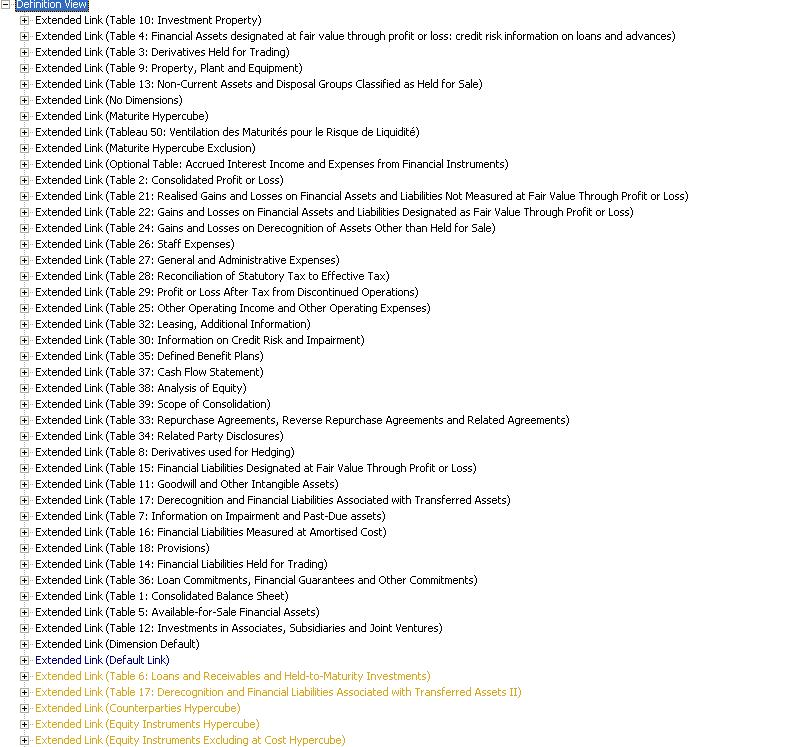 Definition View
Extended Link (Table 10: Investment Property)
Extended Link (Table 4: Financial Assets designated at fair value through profit or loss: credit risk information on loans and advances)
Extended Link (Table 3: Derivatives Held for Trading)
Extended Link (Table 9: Property, Plant and Equipment)
Extended Link (Table 13: Non-Current Assets and Disposal Groups Classified as Held for Sale)
Extended Link (No Dimensions)
Extended Link (Maturite Hypercube)
Extended Link (Tableau 50: Ventilation des Maturités pour le Risque de Liquidité)
Extended Link (Maturite Hypercube Exclusion)
Extended Link (Optional Table: Accrued Interest Income and Expenses from Financial Instruments)
Extended Link (Table 2: Consolidated Profit or Loss)
Extended Link (Table 21: Realised Gains and Losses on Financial Assets and Liabilities Not Measured at Fair Value Through Profit or Loss)
Extended Link (Table 22: Gains and Losses on Financial Assets and Liabilities Designated as Fair Value Through Profit or Loss)
Extended Link (Table 24: Gains and Losses on Derecognition of Assets Other than Held for Sale)
Extended Link (Table 26: Staff Expenses)
Extended Link (Table 27: General and Administrative Expenses)
Extended Link (Table 28: Reconciliation of Statutory Tax to Effective Tax)
Extended Link (Table 29: Profit or Loss After Tax from Discontinued Operations)
Extended Link (Table 25: Other Operating Income and Other Operating Expenses)
Extended Link (Table 32: Leasing, Additional Information)
Extended Link (Table 30: Information on Credit Risk and Impairment)
Extended Link (Table 35: Defined Benefit Plans)
Extended Link (Table 37: Cash Flow Statement)
Extended Link (Table 38: Analysis of Equity)
Extended Link (Table 39: Scope of Consolidation)
Extended Link (Table 33: Repurchase Agreements, Reverse Repurchase Agreements and Related Agreements)
Extended Link (Table 34: Related Party Disclosures)
Extended Link (Table 8: Derivatives used for Hedging)
Extended Link (Table 15: Financial Liabilities Designated at Fair Value Through Profit or Loss)
Extended Link (Table 11: Goodwill and Other Intangible Assets)
Extended Link (Table 17: Derecognition and Financial Liabilities Associated with Transferred Assets)
Extended Link (Table 7: Information on Impairment and Past-Due assets)
Extended Link (Table 16: Financial Liabilities Measured at Amortised Cost)
Extended Link (Table 18: Provisions)
Extended Link (Table 14: Financial Liabilities Held for Trading)
Extended Link (Table 36: Loan Commitments, Financial Guarantees and Other Commitments)
Extended Link (Table 1: Consolidated Balance Sheet)
Extended Link (Table 5: Available-for-Sale Financial Assets)
Extended Link (Table 12: Investments in Associates, Subsidiaries and Joint Ventures)
Extended Link (Dimension Default)
Extended Link (Default Link)
Extended Link (Table 6: Loans and Receivables and Held-to-Maturity Investments)
Extended Link (Table 17: Derecognition and Financial Liabilities Associated with Transferred Assets II)
Extended Link (Counterparties Hypercube)
Extended Link (Equity Instruments Hypercube)
Extended Link (Equity Instruments Excluding at Cost Hypercube)